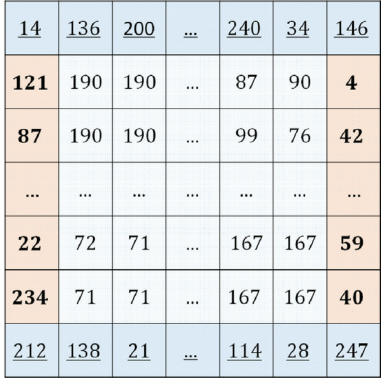 14 136 200 ... 240 34 146
121 190 190 ... 87 90 4
87 190 190 ... 99 76 42
... ... ... ... ... ... ...
22 72 71 ... 167 167 59
234 71 71 ... 167 167 40
212 138 21 ... 114 28 247